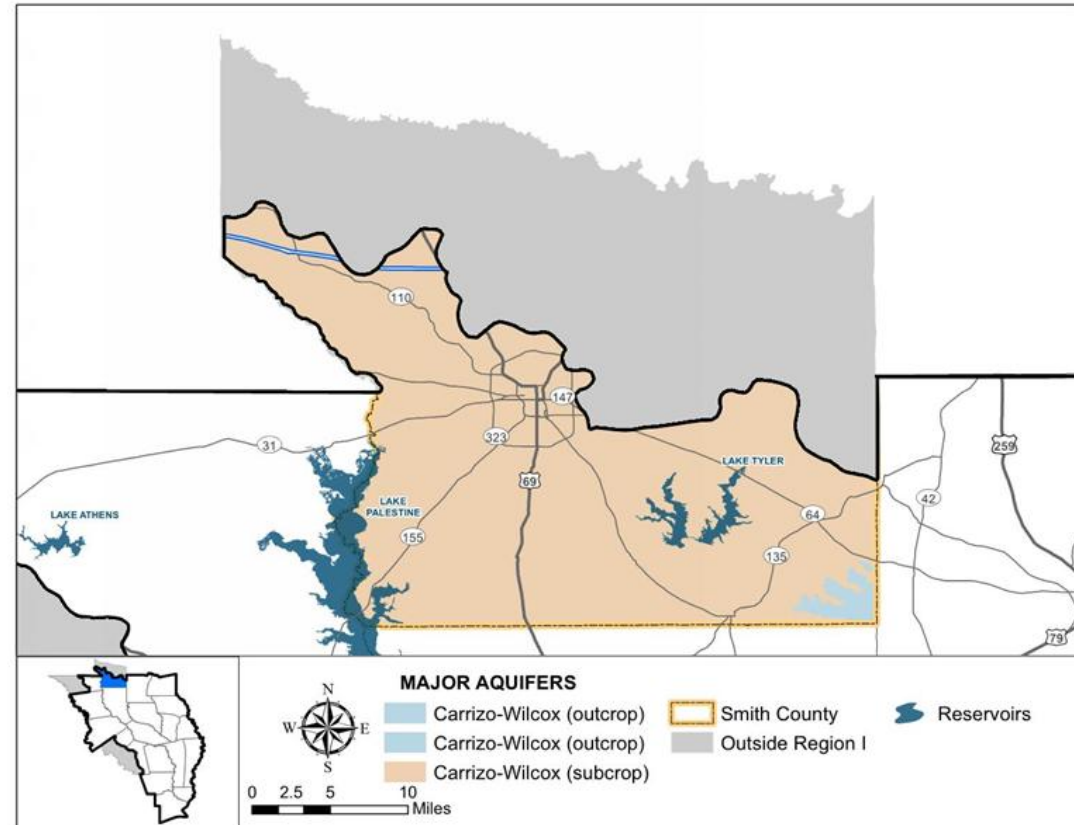 110
147
31
323
259
LAKE TYLER
69
42
LAKE ATHENS
LAKE
PALESTINE
64
155
135
79
MAJOR AQUIFERS
N
W E
S
Carrizo-Wilcox (outcrop)
Carrizo-Wilcox (outcrop)
Carrizo-Wilcox (subcrop)
Smith County
Outside Region I
Reservoirs
0 2.5 5 10
Miles